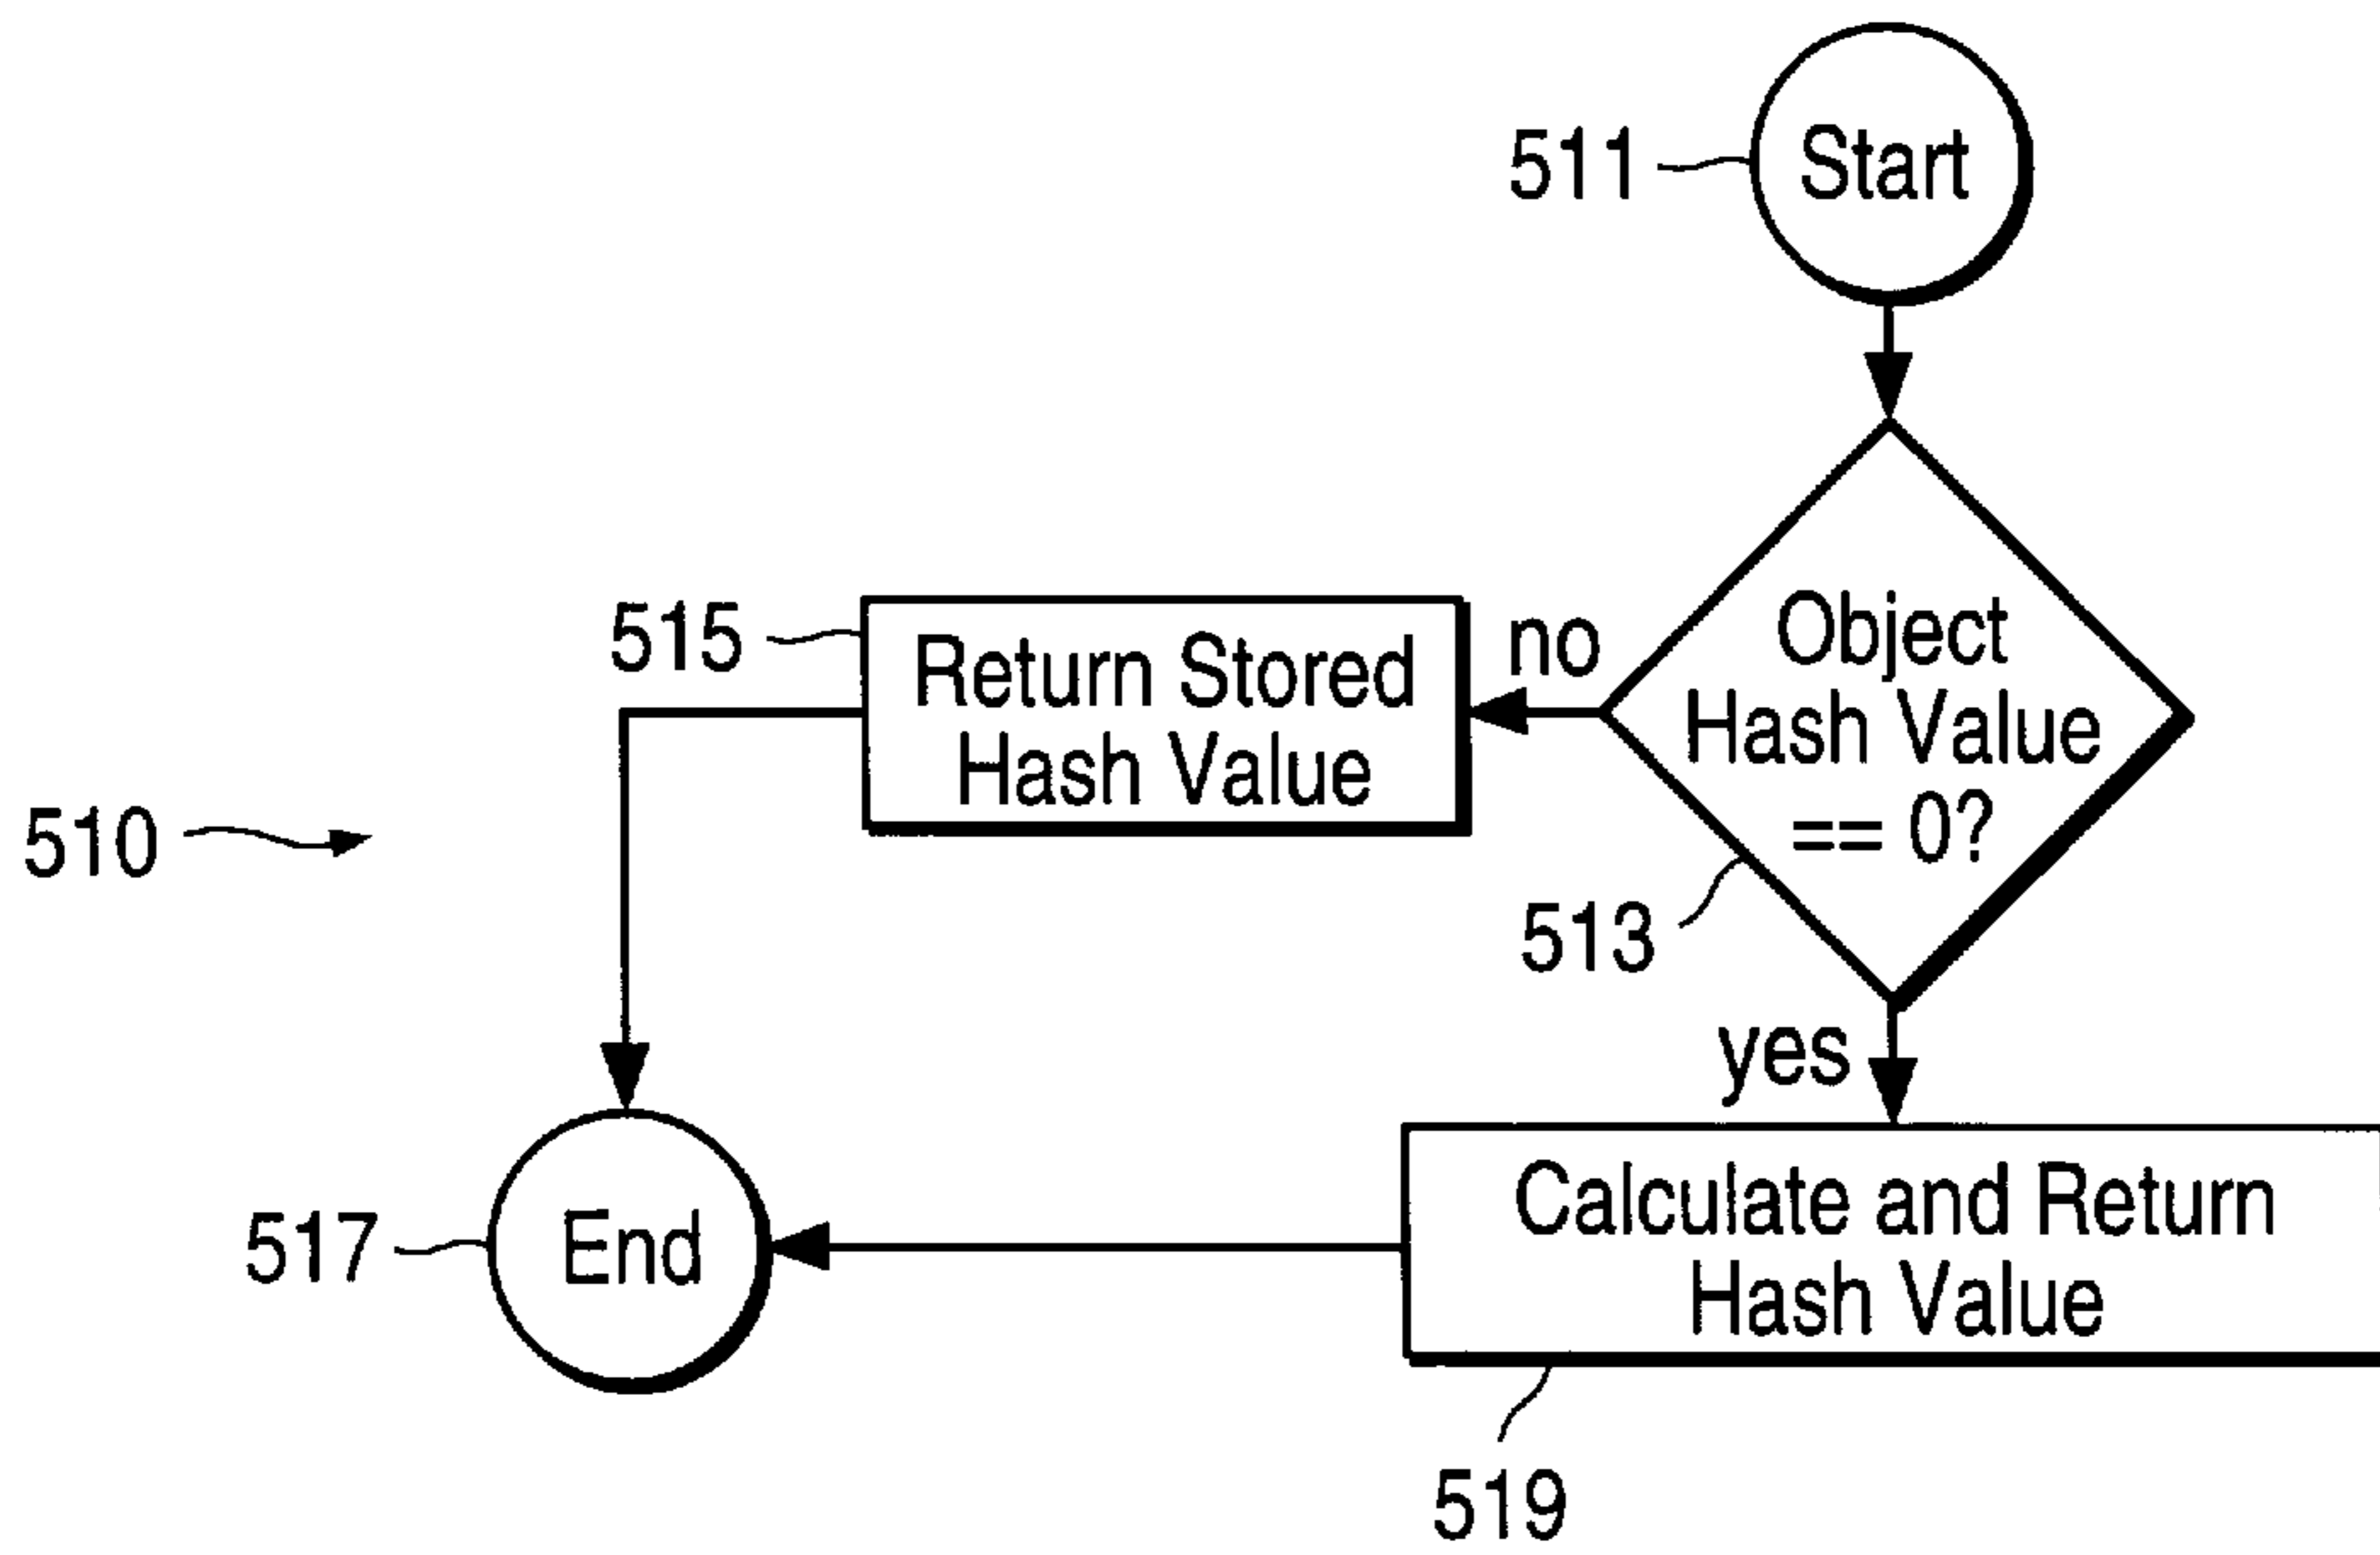 511
Start
515
Return Stored
Hash Value
no
Object
Hash Value
== 0?
510
513
yes
517
End
Calculate and Return
Hash Value
519